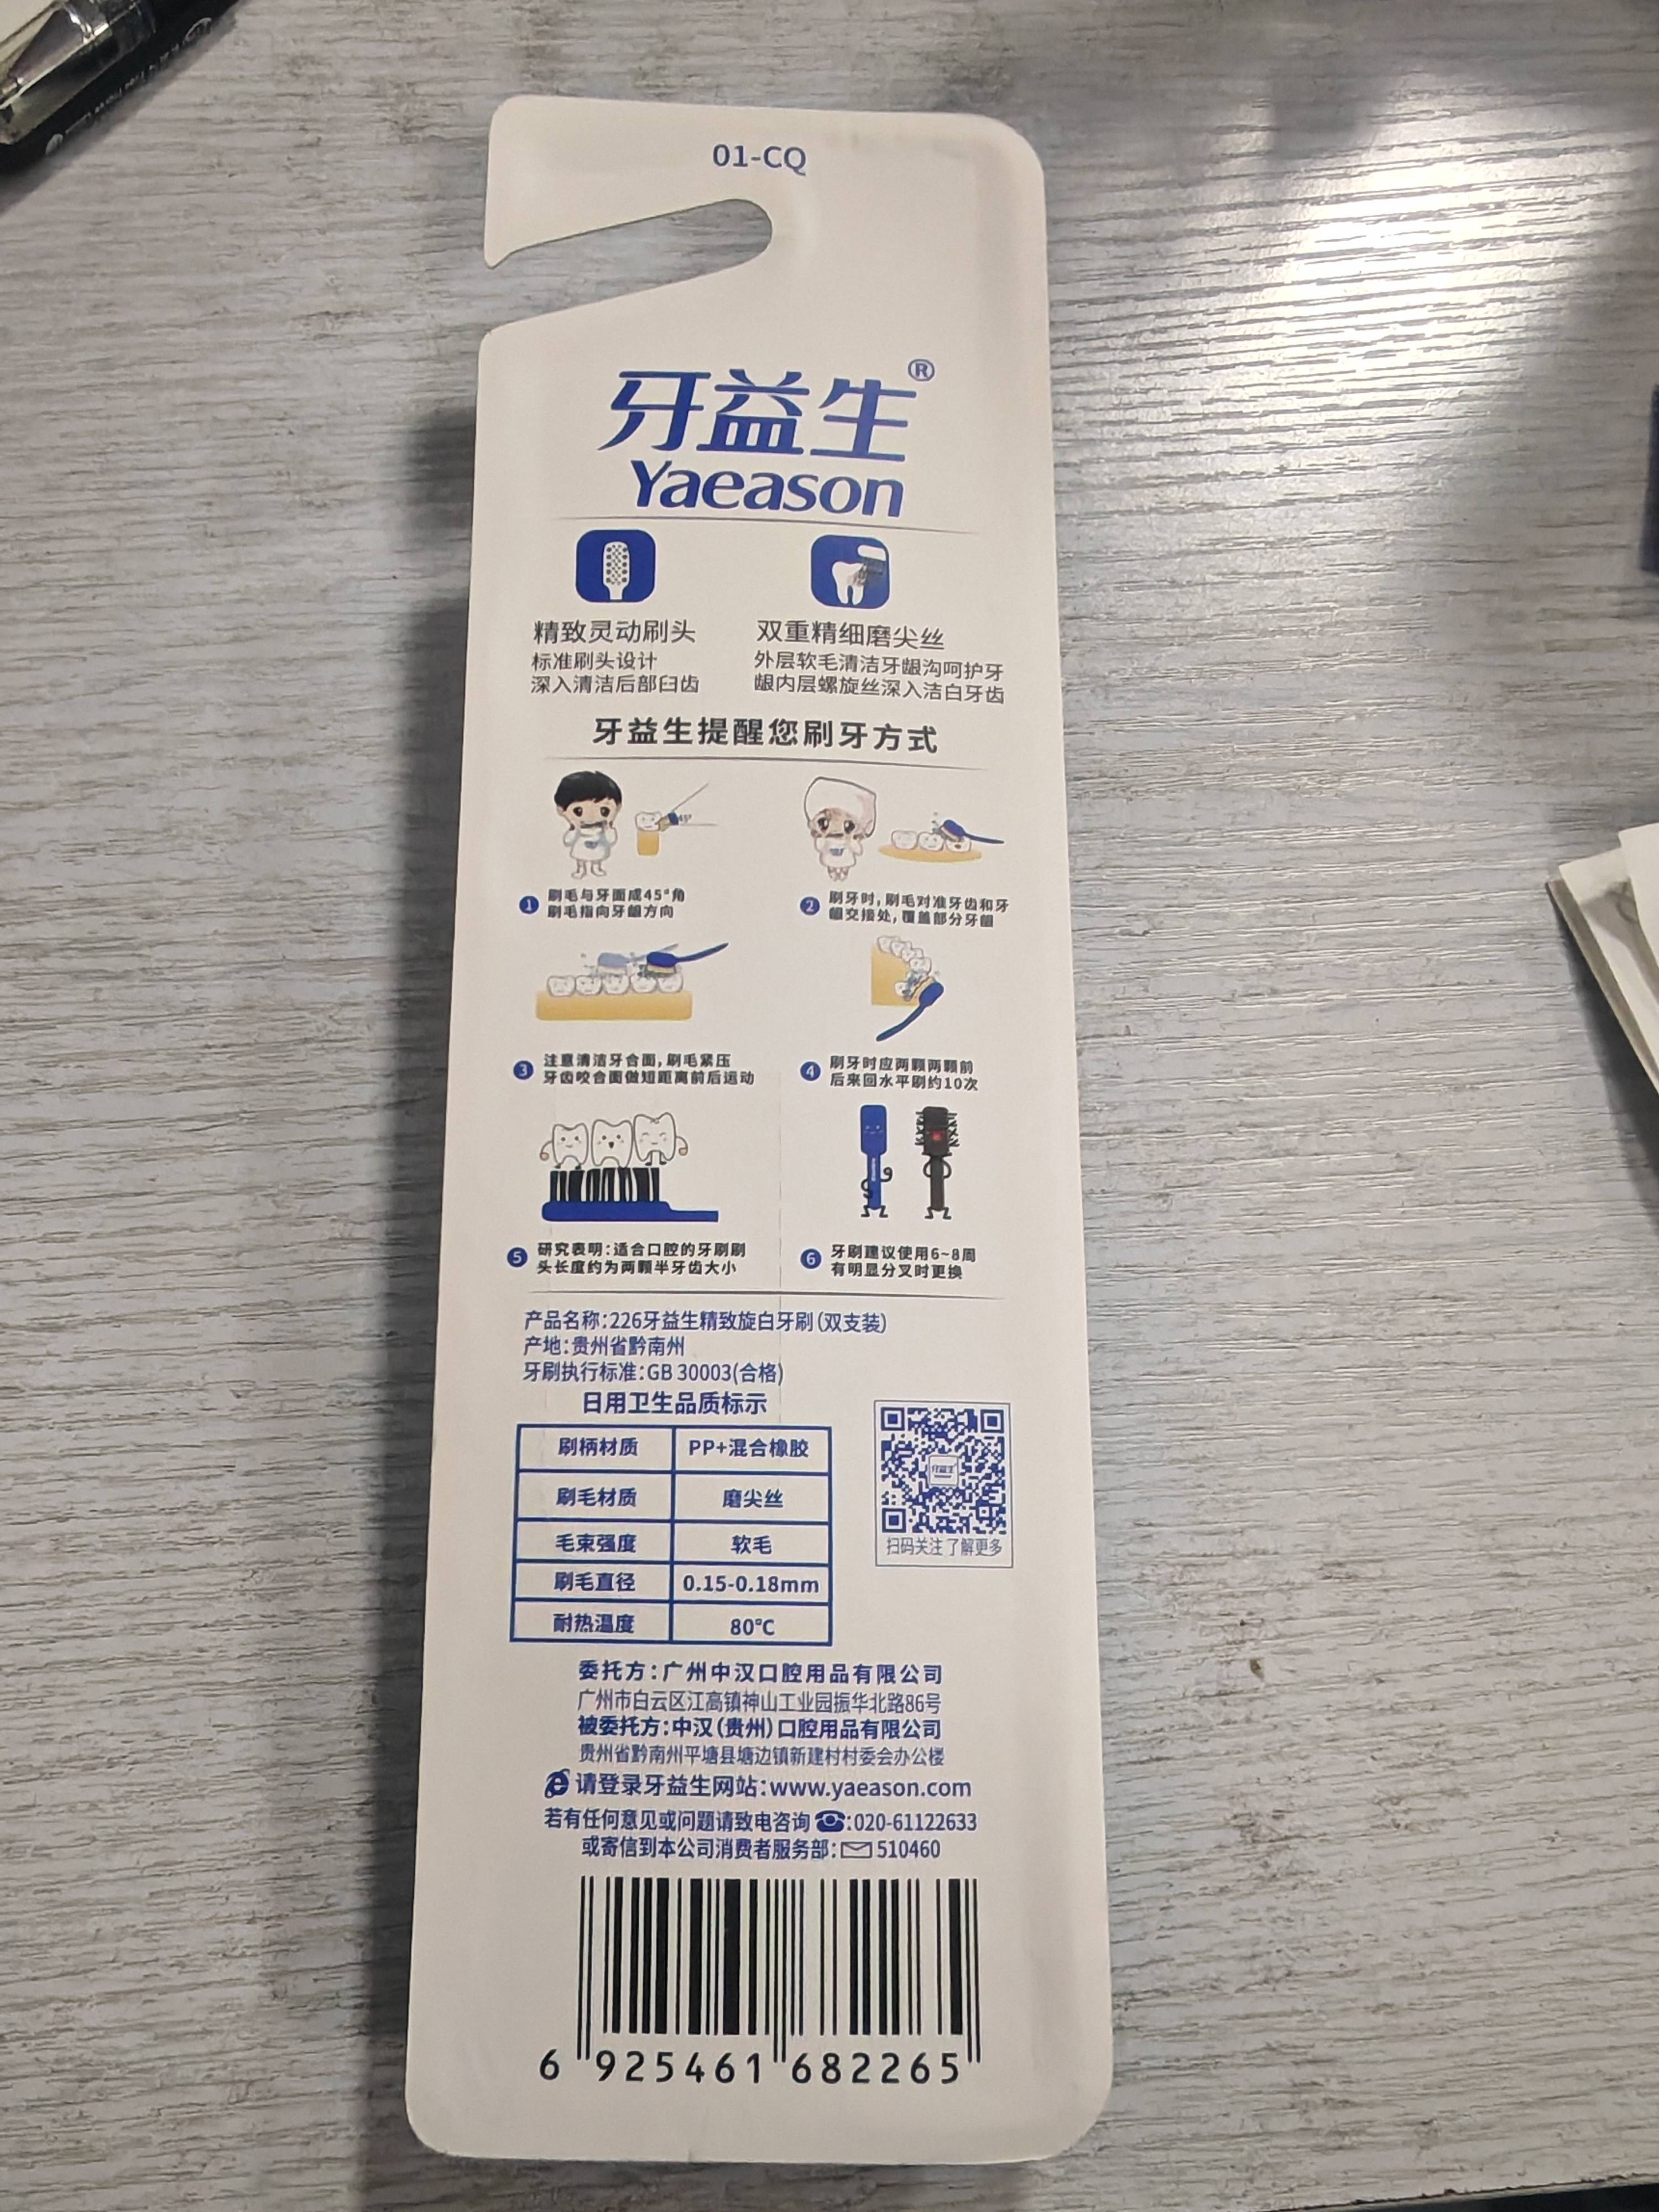 01-CQ
牙益生®
Yaeason
精致灵动刷头
标准刷头设计
深入清洁后部臼齿
双重精细磨尖丝
外层软毛清洁牙龈沟呵护牙
龈内层螺旋丝深入洁白牙齿
牙益生提醒您刷牙方式
45°
1 刷毛与牙面成45°角
刷毛指向牙龈方向
2 刷牙时,刷毛对准牙齿和牙
龈交接处,覆盖部分牙龈
3 注意清洁牙合面,刷毛紧压
牙齿咬合面做短距离前后运动
4 刷牙时应两颗两颗前
后来回水平刷约10次
5 研究表明:适合口腔的牙刷刷
头长度约为两颗半牙齿大小
6 牙刷建议使用6~8周
有明显分叉时更换
产品名称:226牙益生精致旋白牙刷(双支装)
产地:贵州省黔南州
牙刷执行标准:GB 30003(合格)
日用卫生品质标示
刷柄材质 PP+混合橡胶
刷毛材质 磨尖丝
毛束强度 软毛
刷毛直径 0.15-0.18mm
耐热温度 80℃
牙益生
扫码关注 了解更多
委托方:广州中汉口腔用品有限公司
广州市白云区江高镇神山工业园振华北路86号
被委托方:中汉(贵州)口腔用品有限公司
贵州省黔南州平塘县塘边镇新建村村委会办公楼
请登录牙益生网站:www.yaeason.com
若有任何意见或问题请致电咨询☎:020-61122633
或寄信到本公司消费者服务部:✉510460
6 925461 682265